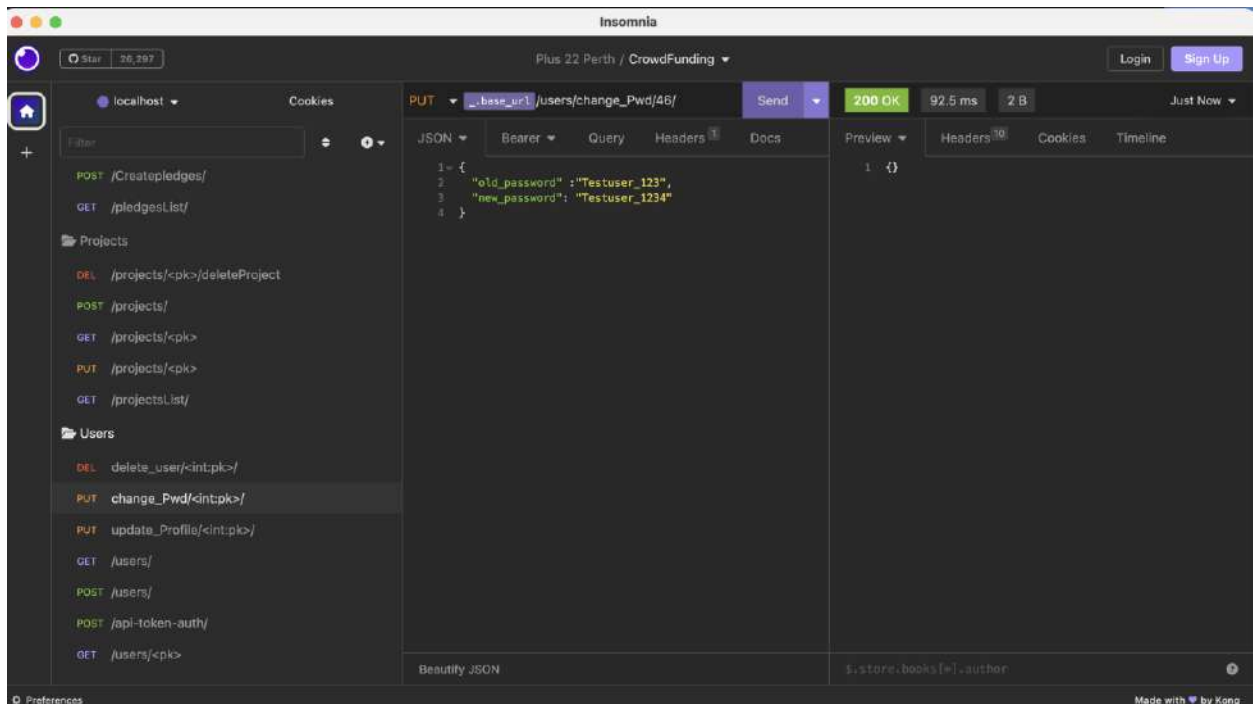 Insomnia
Star 26,297
Plus 22 Perth / CrowdFunding
Login
Sign Up
localhost
Cookies
Filter
POST /Createpledges/
GET /pledgesList/
Projects
DEL /projects/<pk>/deleteProject
POST /projects/
GET /projects/<pk>
PUT /projects/<pk>
GET /projectsList/
Users
DEL delete_user/<int:pk>/
PUT change_Pwd/<int:pk>/
PUT update_Profile/<int:pk>/
GET /users/
POST /users/
POST /api-token-auth/
GET /users/<pk>
PUT _.base_url /users/change_Pwd/46/
Send
JSON Bearer Query Headers 1 Docs
1 {
2 "old_password" :"Testuser_123",
3 "new_password": "Testuser_1234"
4 }
Beautify JSON
200 OK 92.5 ms 2 B Just Now
Preview Headers 10 Cookies Timeline
1 {}
$.store.books[*].author
Preferences
Made with 💜 by Kong